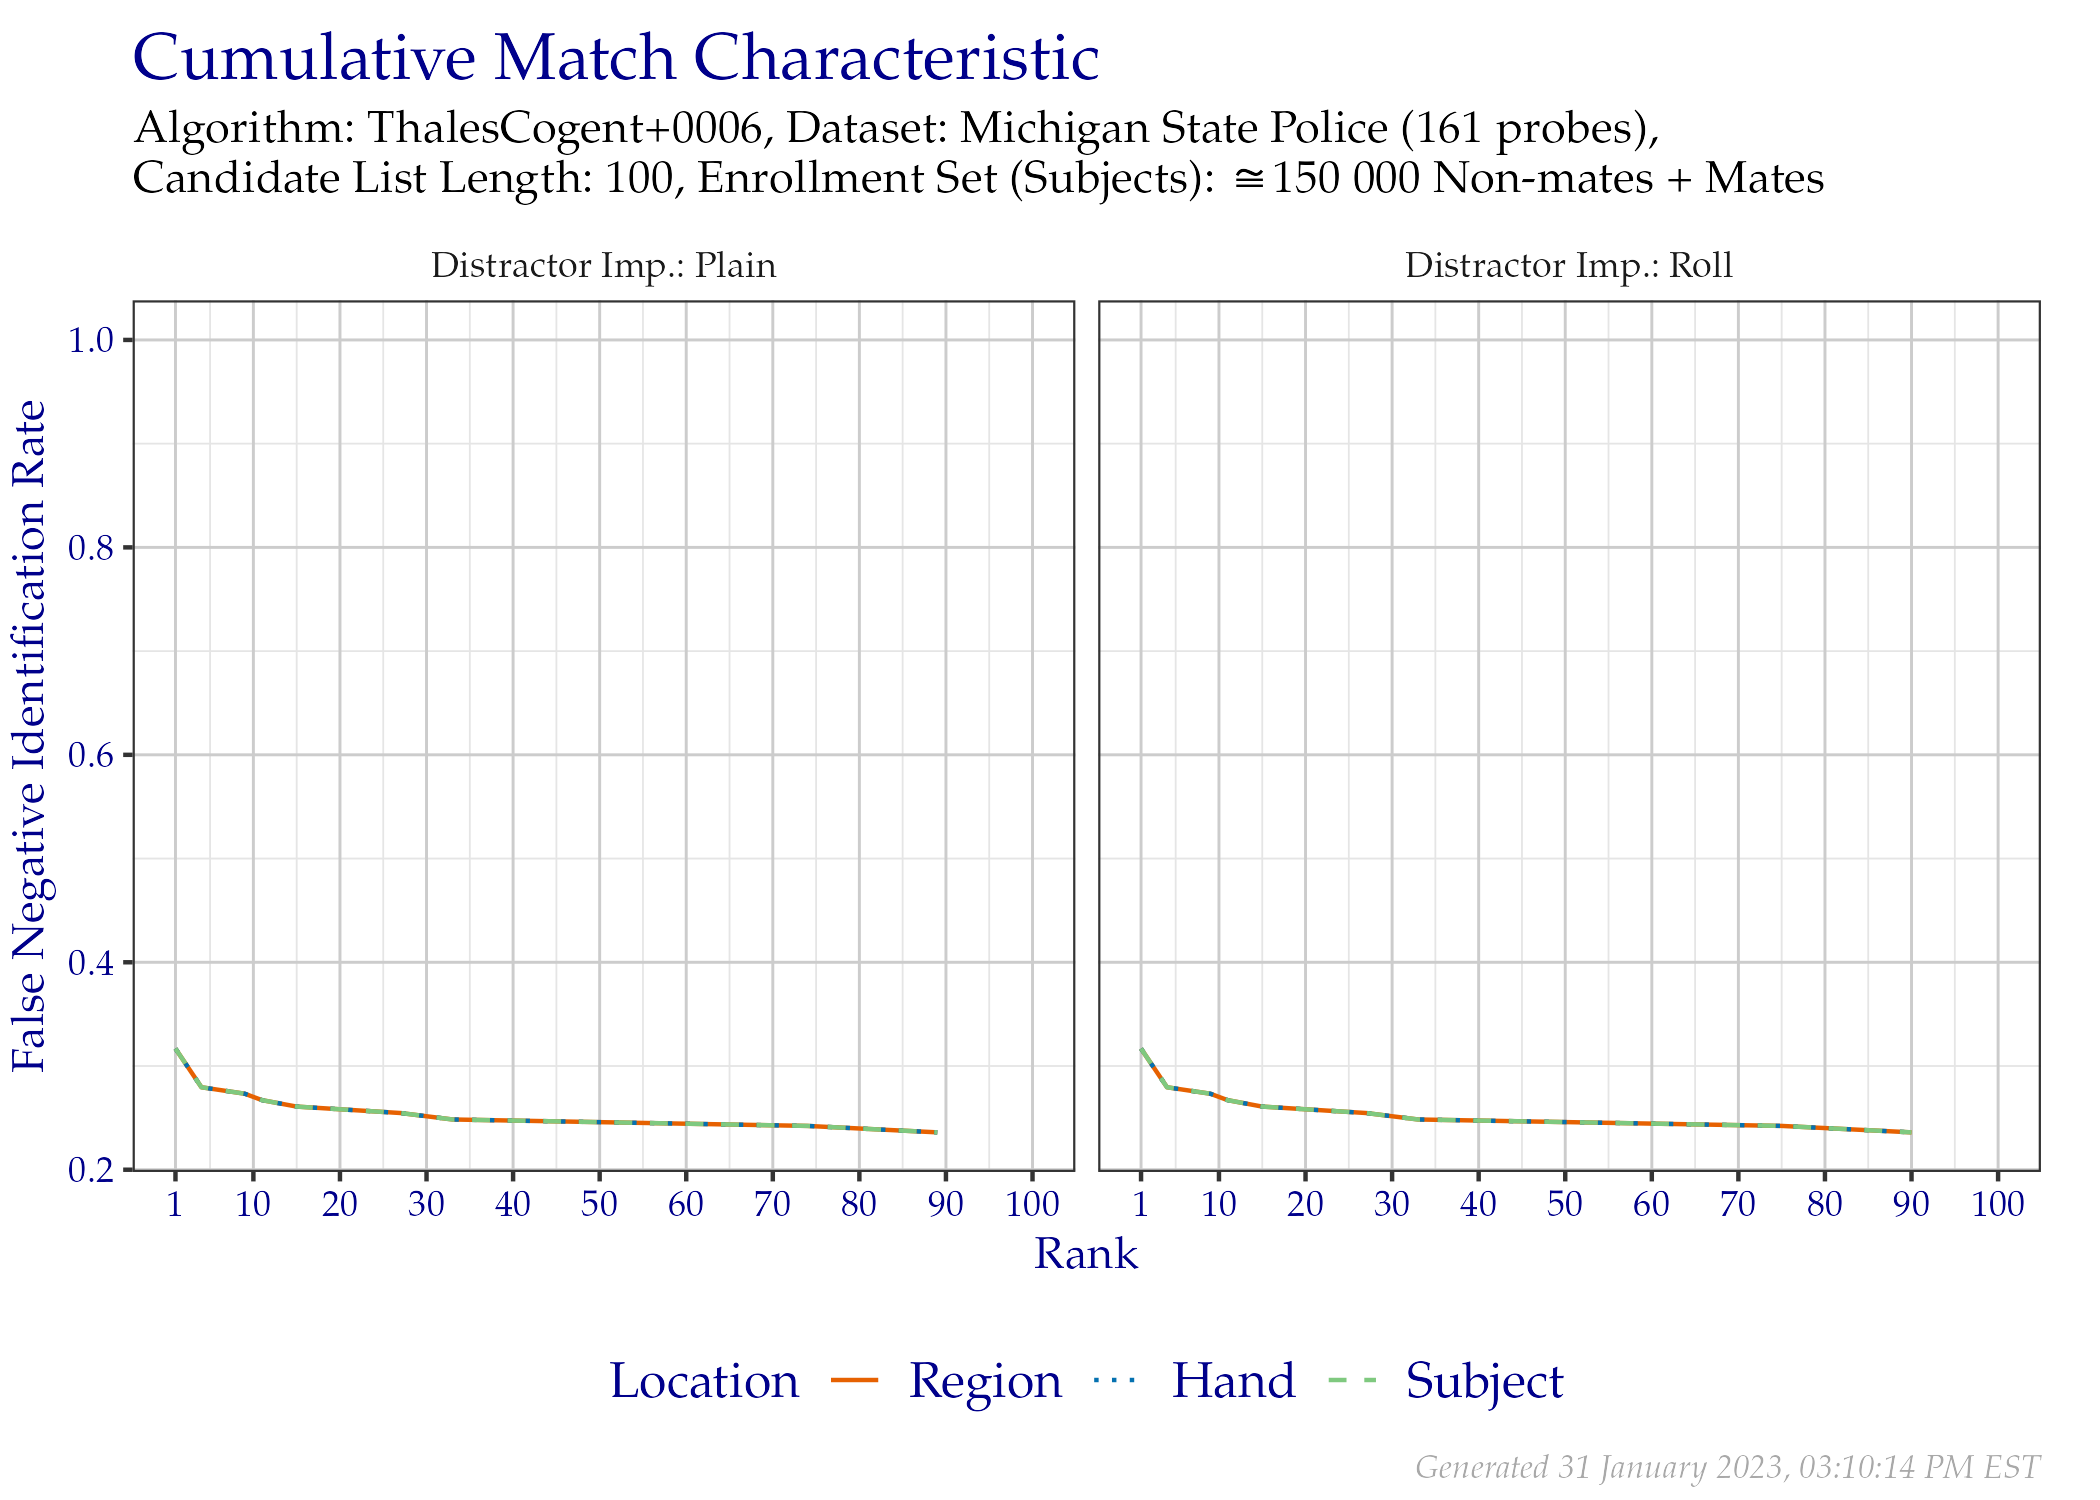 Cumulative Match Characteristic
Algorithm: ThalesCogent+0006, Dataset: Michigan State Police (161 probes),
Candidate List Length: 100, Enrollment Set (Subjects): ≅150 000 Non-mates + Mates
Distractor Imp.: Plain
Distractor Imp.: Roll
False Negative Identification Rate
1.0
0.8
0.6
0.4
0.2
1 10 20 30 40 50 60 70 80 90 100
1 10 20 30 40 50 60 70 80 90 100
Rank
Location Region Hand Subject
Generated 31 January 2023, 03:10:14 PM EST